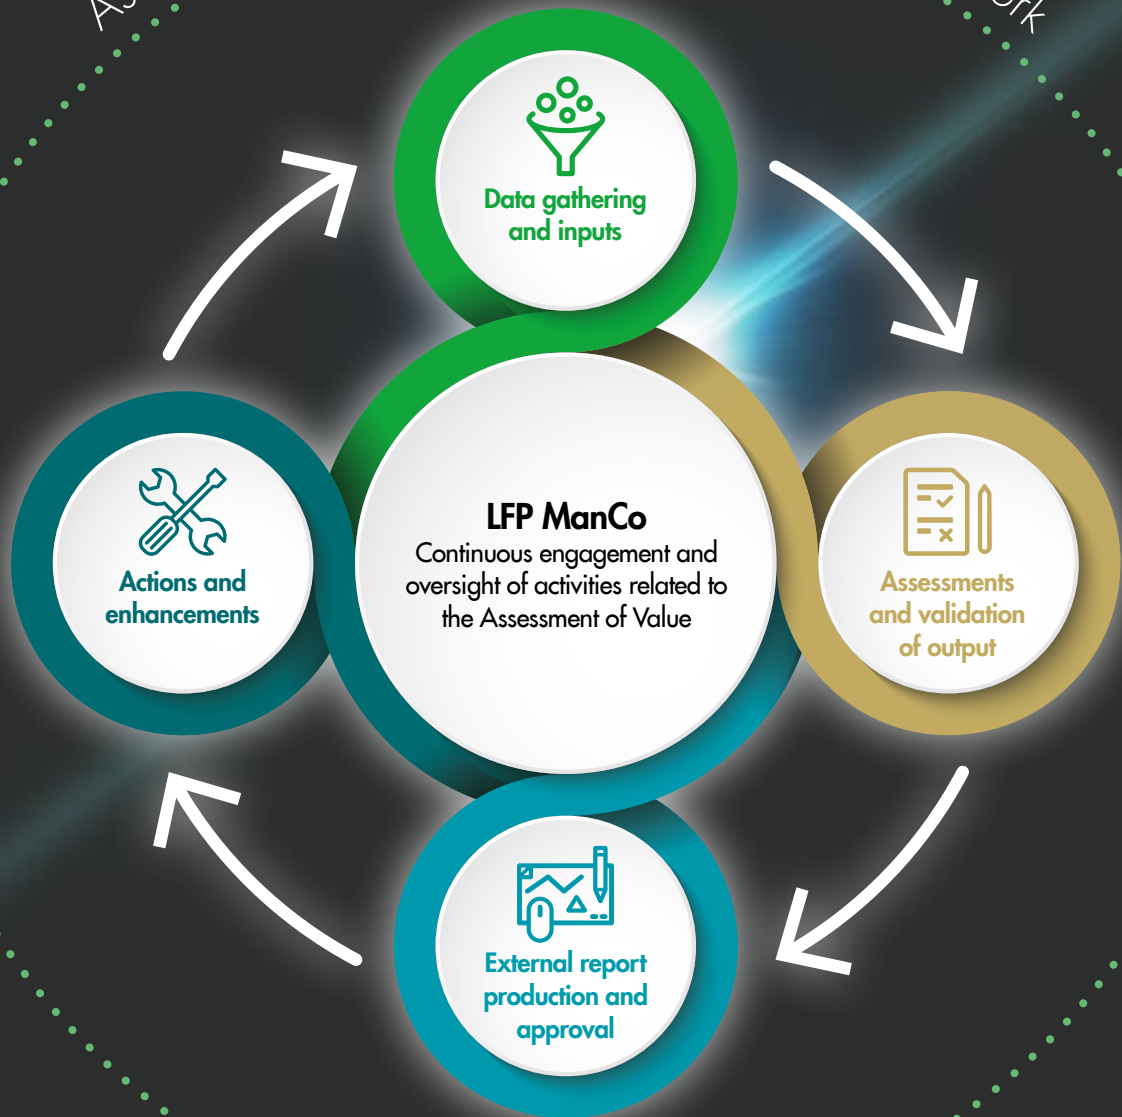 Data gathering
and inputs
LFP ManCo
Continuous engagement and
oversight of activities related to
the Assessment of Value
Actions and
enhancements
Assessments
and validation
of output
External report
production and
approval